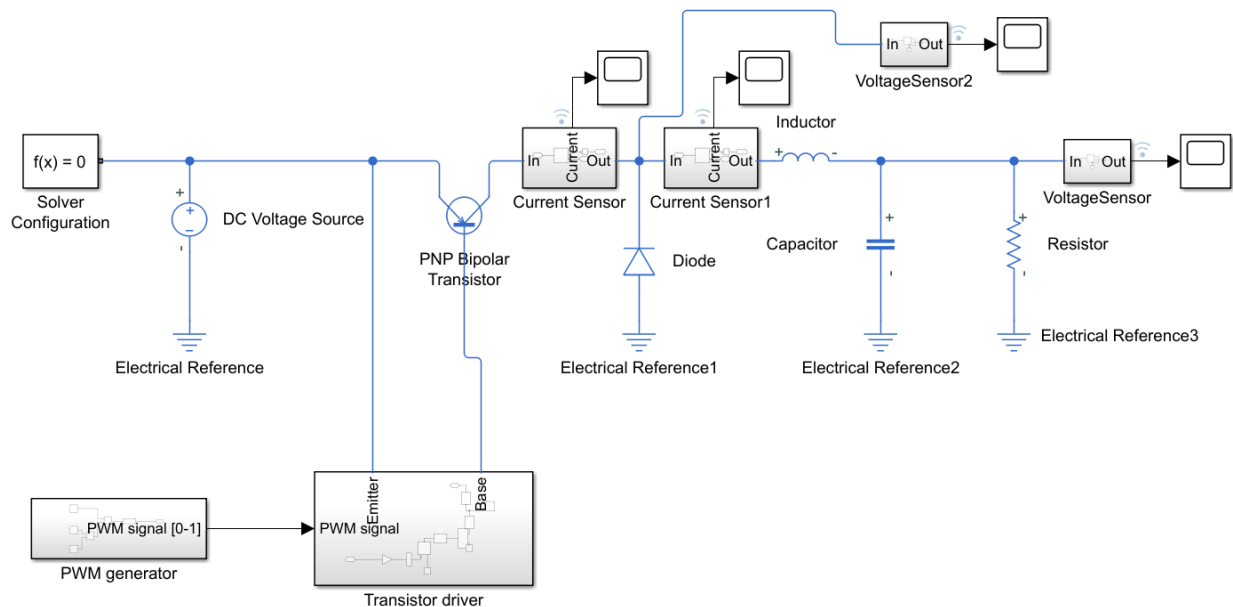 In Out
VoltageSensor2
Inductor
+ -
f(x) = 0
Solver
Configuration
+
+
−
-
DC Voltage Source
PNP Bipolar
Transistor
In Current Out
Current Sensor
In Current Out
Current Sensor1
In Out
VoltageSensor
Diode
+
Capacitor
-
+
Resistor
-
Electrical Reference
Electrical Reference1
Electrical Reference2
Electrical Reference3
Emitter
Base
PWM signal [0-1]
PWM signal
PWM generator
Transistor driver